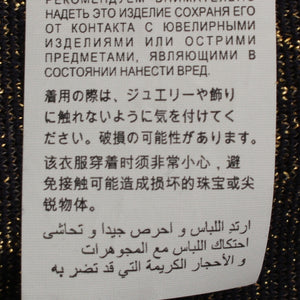 РЕКОМЕНДУЕМ ВНИМАТЕЛЬНО
НАДЕТЬ ЭТО ИЗДЕЛИЕ СОХРАНЯ ЕГО
ОТ КОНТАКТА С ЮВЕЛИРНЫМИ
ИЗДЕЛИЯМИ ИЛИ ОСТРИМИ
ПРЕДМЕТАМИ, ЯВЛЯЮЩИМИ В
СОСТОЯНИИ НАНЕСТИ ВРЕД.
着用の際は、ジュエリーや飾り
に触れないように気を付けてく
ください。破損の可能性があります。
该衣服穿着时须非常小心，避
免接触可能造成损坏的珠宝或尖
锐物体。
ارتد اللباس و احرص جيدا و تحاشى
احتكاك اللباس مع المجوهرات
و الأحجار الكريمة التي قد تضر به